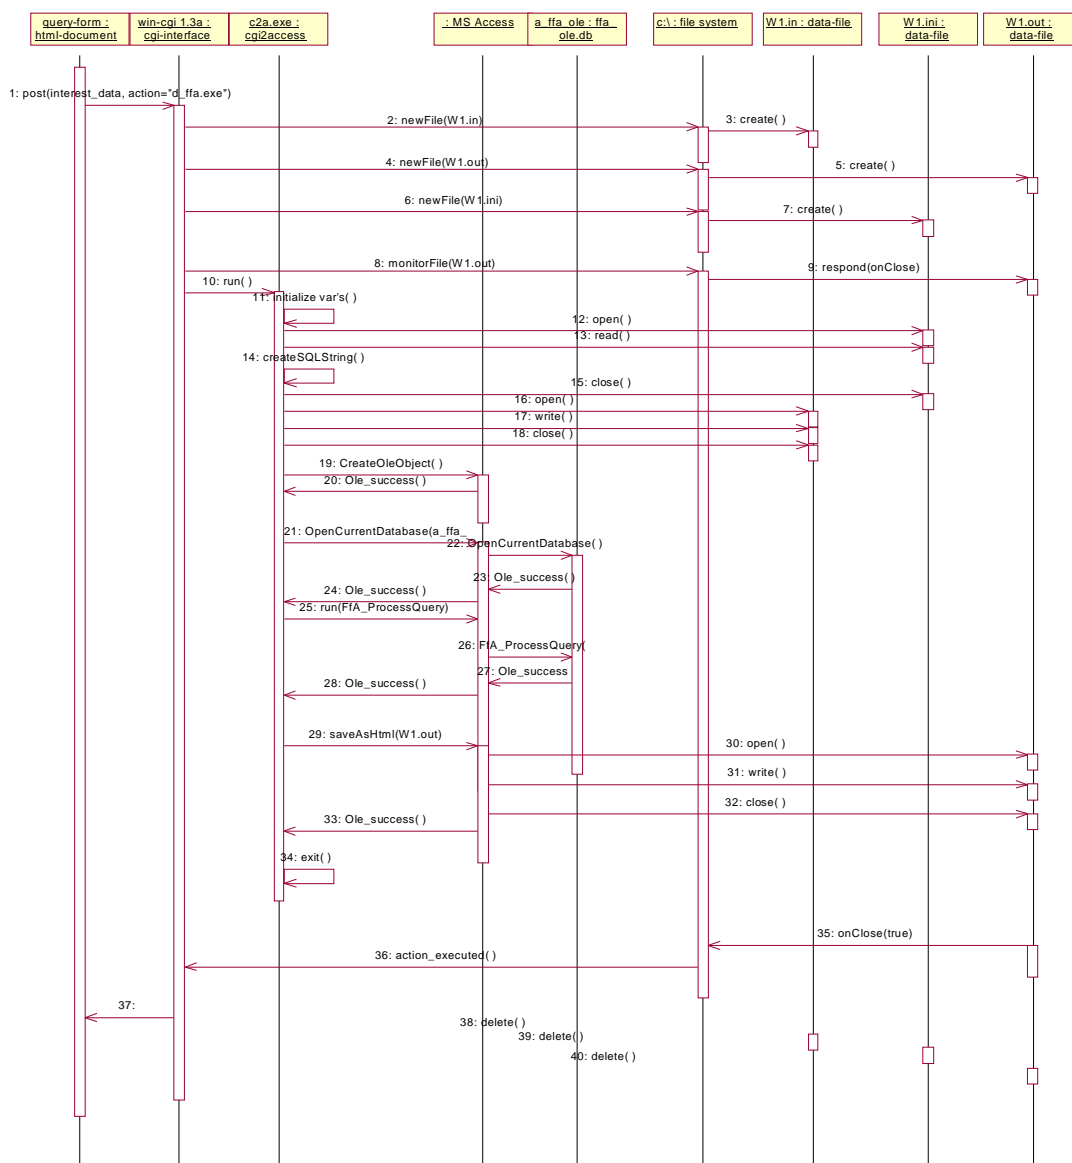 query-form :
html-document
win-cgi 1.3a :
cgi-interface
c2a.exe :
cgi2access
: MS Access
a_ffa_ole : ffa_
ole.db
c:\ : file system
W1.in : data-file
W1.ini :
data-file
W1.out :
data-file
1: post(interest_data, action="d_ffa.exe")
2: newFile(W1.in)
3: create( )
4: newFile(W1.out)
5: create( )
6: newFile(W1.ini)
7: create( )
8: monitorFile(W1.out)
9: respond(onClose)
10: run( )
11: initialize var's( )
12: open( )
13: read( )
14: createSQLString( )
15: close( )
16: open( )
17: write( )
18: close( )
19: CreateOleObject( )
20: Ole_success( )
21: OpenCurrentDatabase(a_ffa_
22: OpenCurrentDatabase( )
23: Ole_success( )
24: Ole_success( )
25: run(FfA_ProcessQuery)
26: FfA_ProcessQuery(
27: Ole_success
28: Ole_success( )
29: saveAsHtml(W1.out)
30: open( )
31: write( )
32: close( )
33: Ole_success( )
34: exit( )
35: onClose(true)
36: action_executed( )
37:
38: delete( )
39: delete( )
40: delete( )